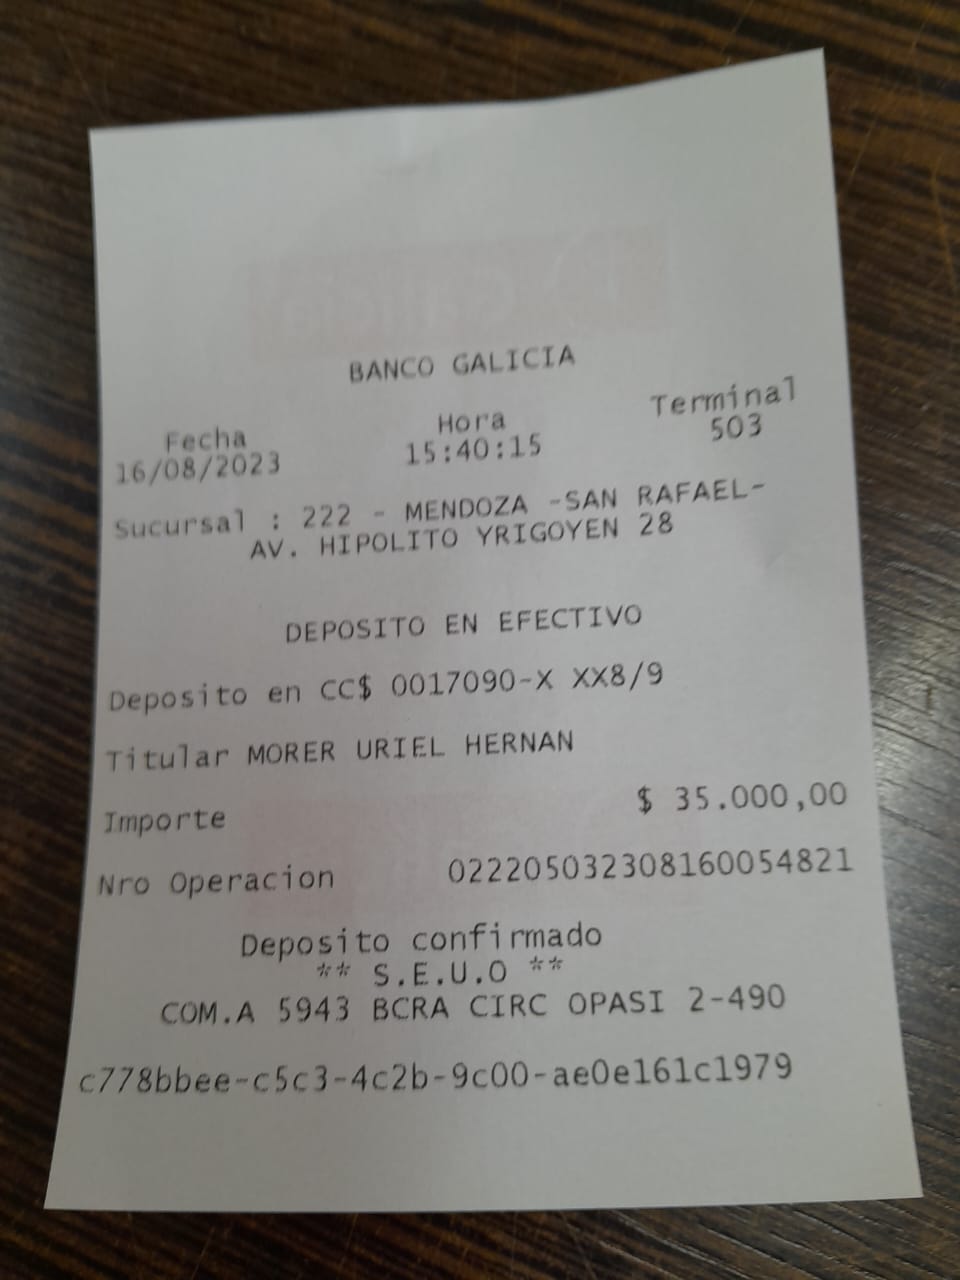 BANCO GALICIA
Fecha Hora Terminal
16/08/2023 15:40:15 503
Sucursal : 222 - MENDOZA -SAN RAFAEL-
AV. HIPOLITO YRIGOYEN 28
DEPOSITO EN EFECTIVO
Deposito en CC$ 0017090-X XX8/9
Titular MORER URIEL HERNAN
Importe $ 35.000,00
Nro Operacion 022205032308160054821
Deposito confirmado
** S.E.U.O **
COM.A 5943 BCRA CIRC OPASI 2-490
c778bbee-c5c3-4c2b-9c00-ae0e161c1979